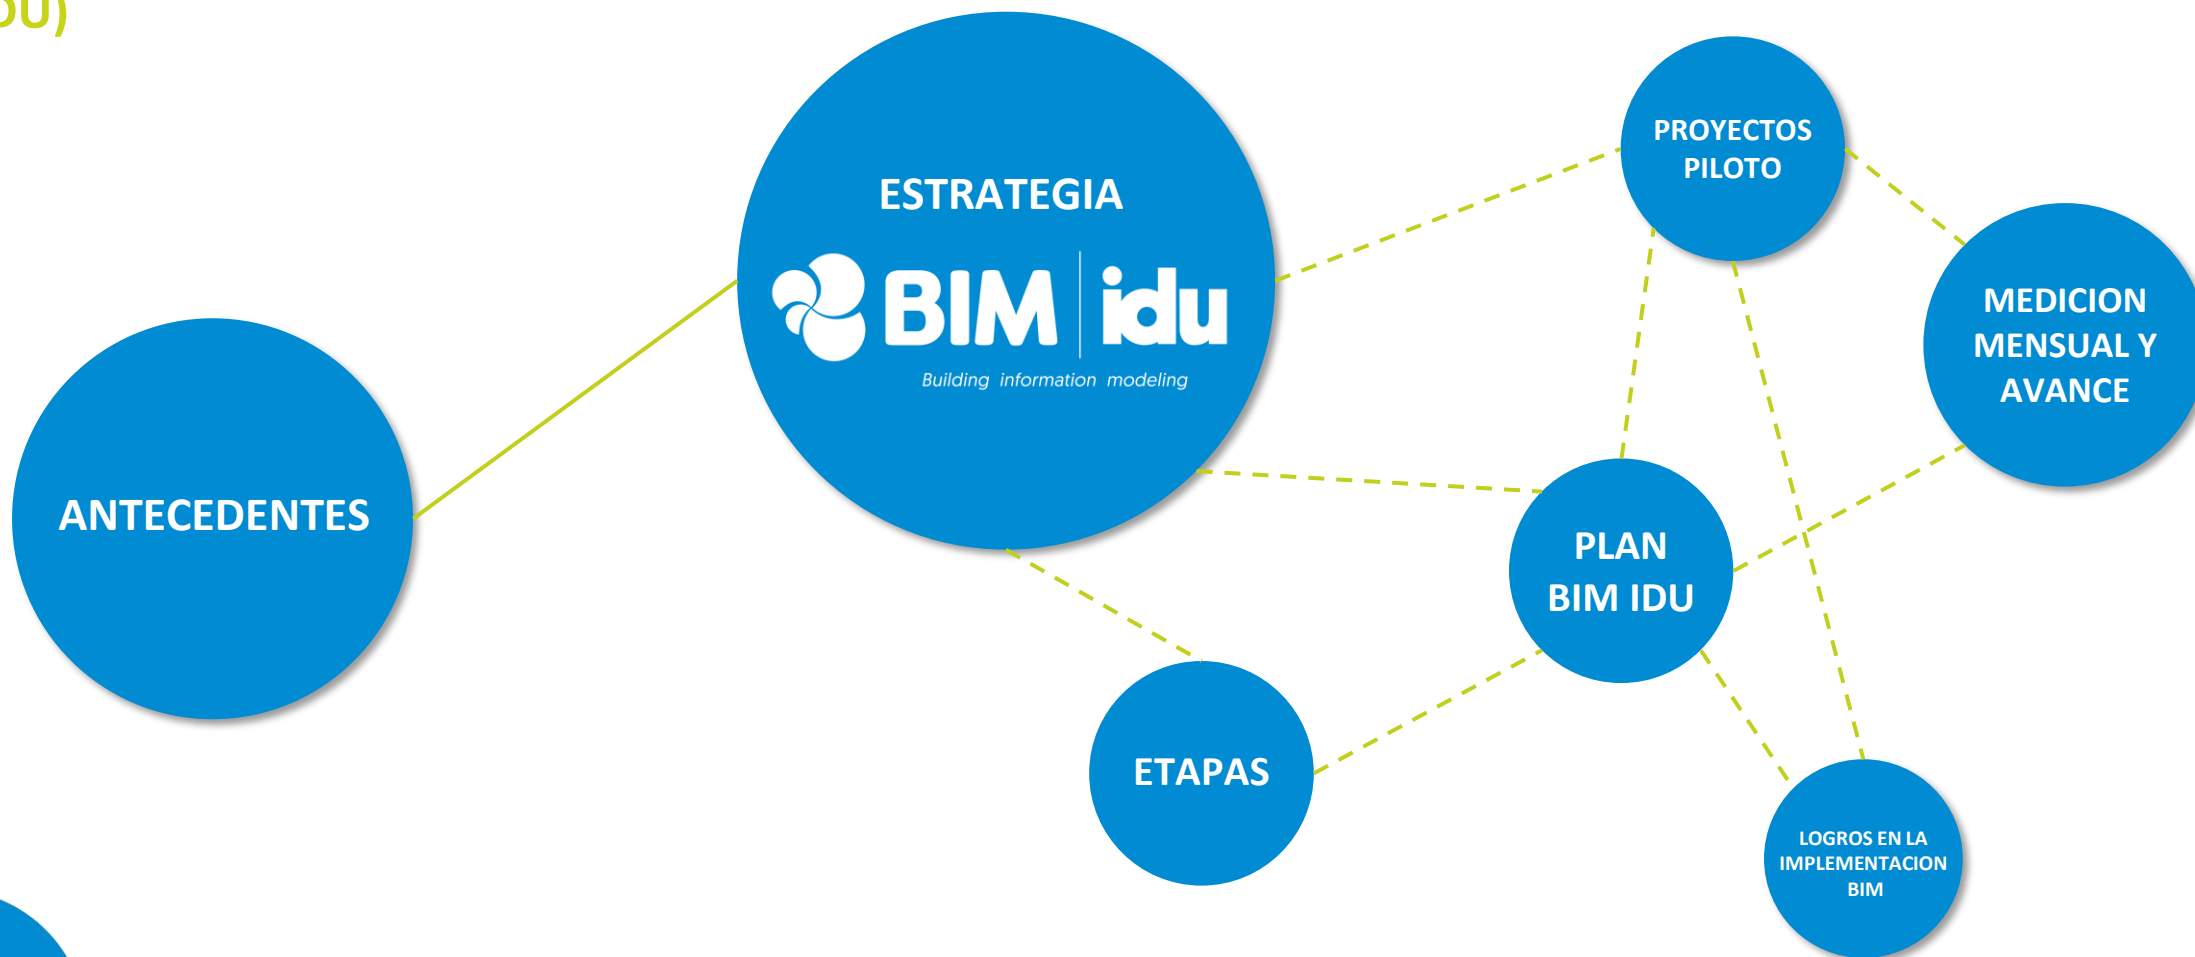 DU)
ANTECEDENTES
ESTRATEGIA
BIM idu
Building information modeling
PROYECTOS
PILOTO
MEDICION
MENSUAL Y
AVANCE
PLAN
BIM IDU
ETAPAS
LOGROS EN LA
IMPLEMENTACION
BIM